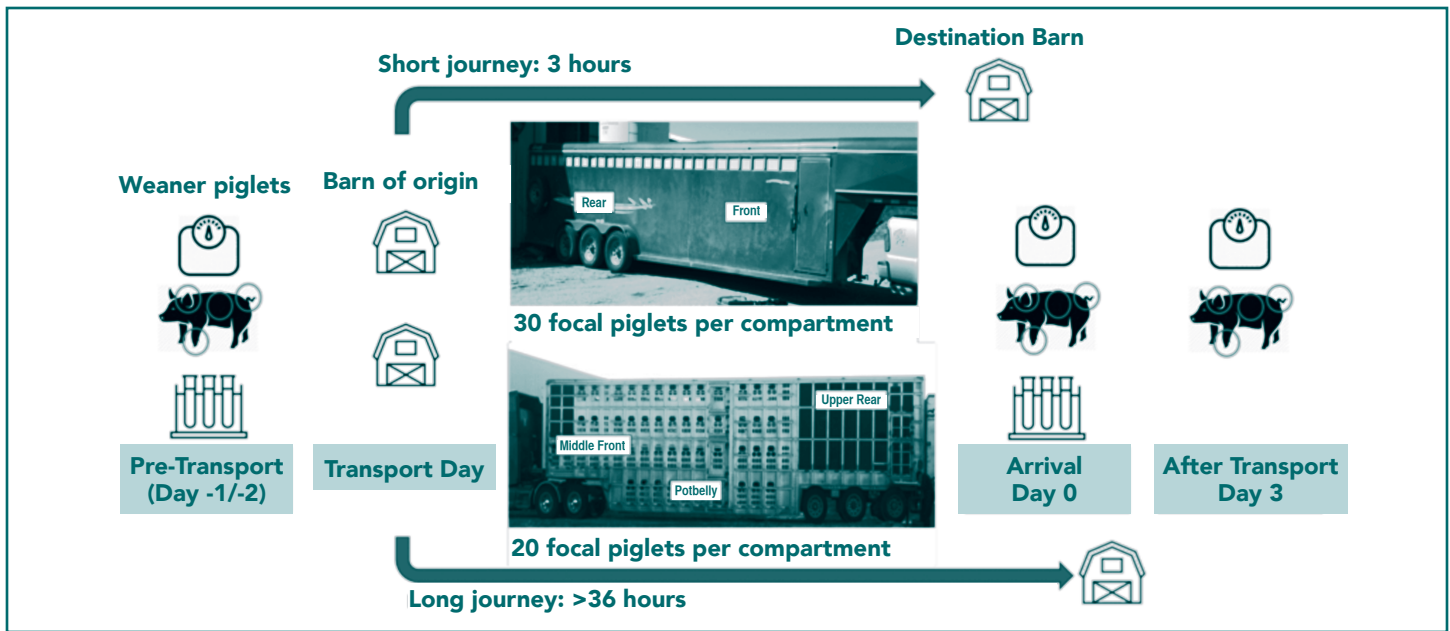 Destination Barn
Short journey: 3 hours
Weaner piglets
Barn of origin
Rear
Front
30 focal piglets per compartment
Upper Rear
Middle Front
Potbelly
Pre-Transport
(Day -1/-2)
Transport Day
Arrival
Day 0
After Transport
Day 3
20 focal piglets per compartment
Long journey: >36 hours